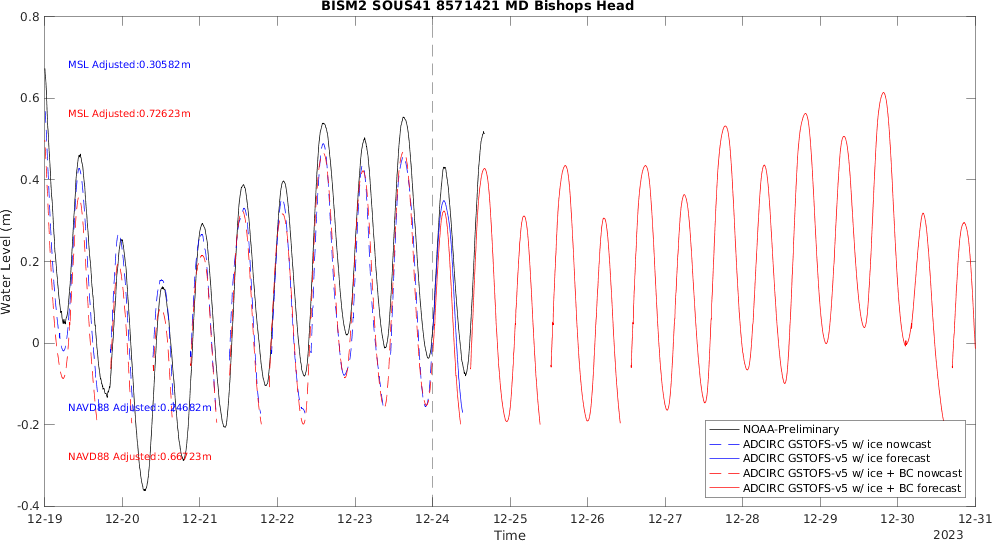 BISM2 SOUS41 8571421 MD Bishops Head
0.8
0.6
0.4
0.2
0
-0.2
-0.4
Water Level (m)
MSL Adjusted:0.30582m
MSL Adjusted:0.72623m
NAVD88 Adjusted:0.24682m
NAVD88 Adjusted:0.66723m
NOAA-Preliminary
ADCIRC GSTOFS-v5 w/ ice nowcast
ADCIRC GSTOFS-v5 w/ ice forecast
ADCIRC GSTOFS-v5 w/ ice + BC nowcast
ADCIRC GSTOFS-v5 w/ ice + BC forecast
12-19 12-20 12-21 12-22 12-23 12-24 12-25 12-26 12-27 12-28 12-29 12-30 12-31
Time
2023